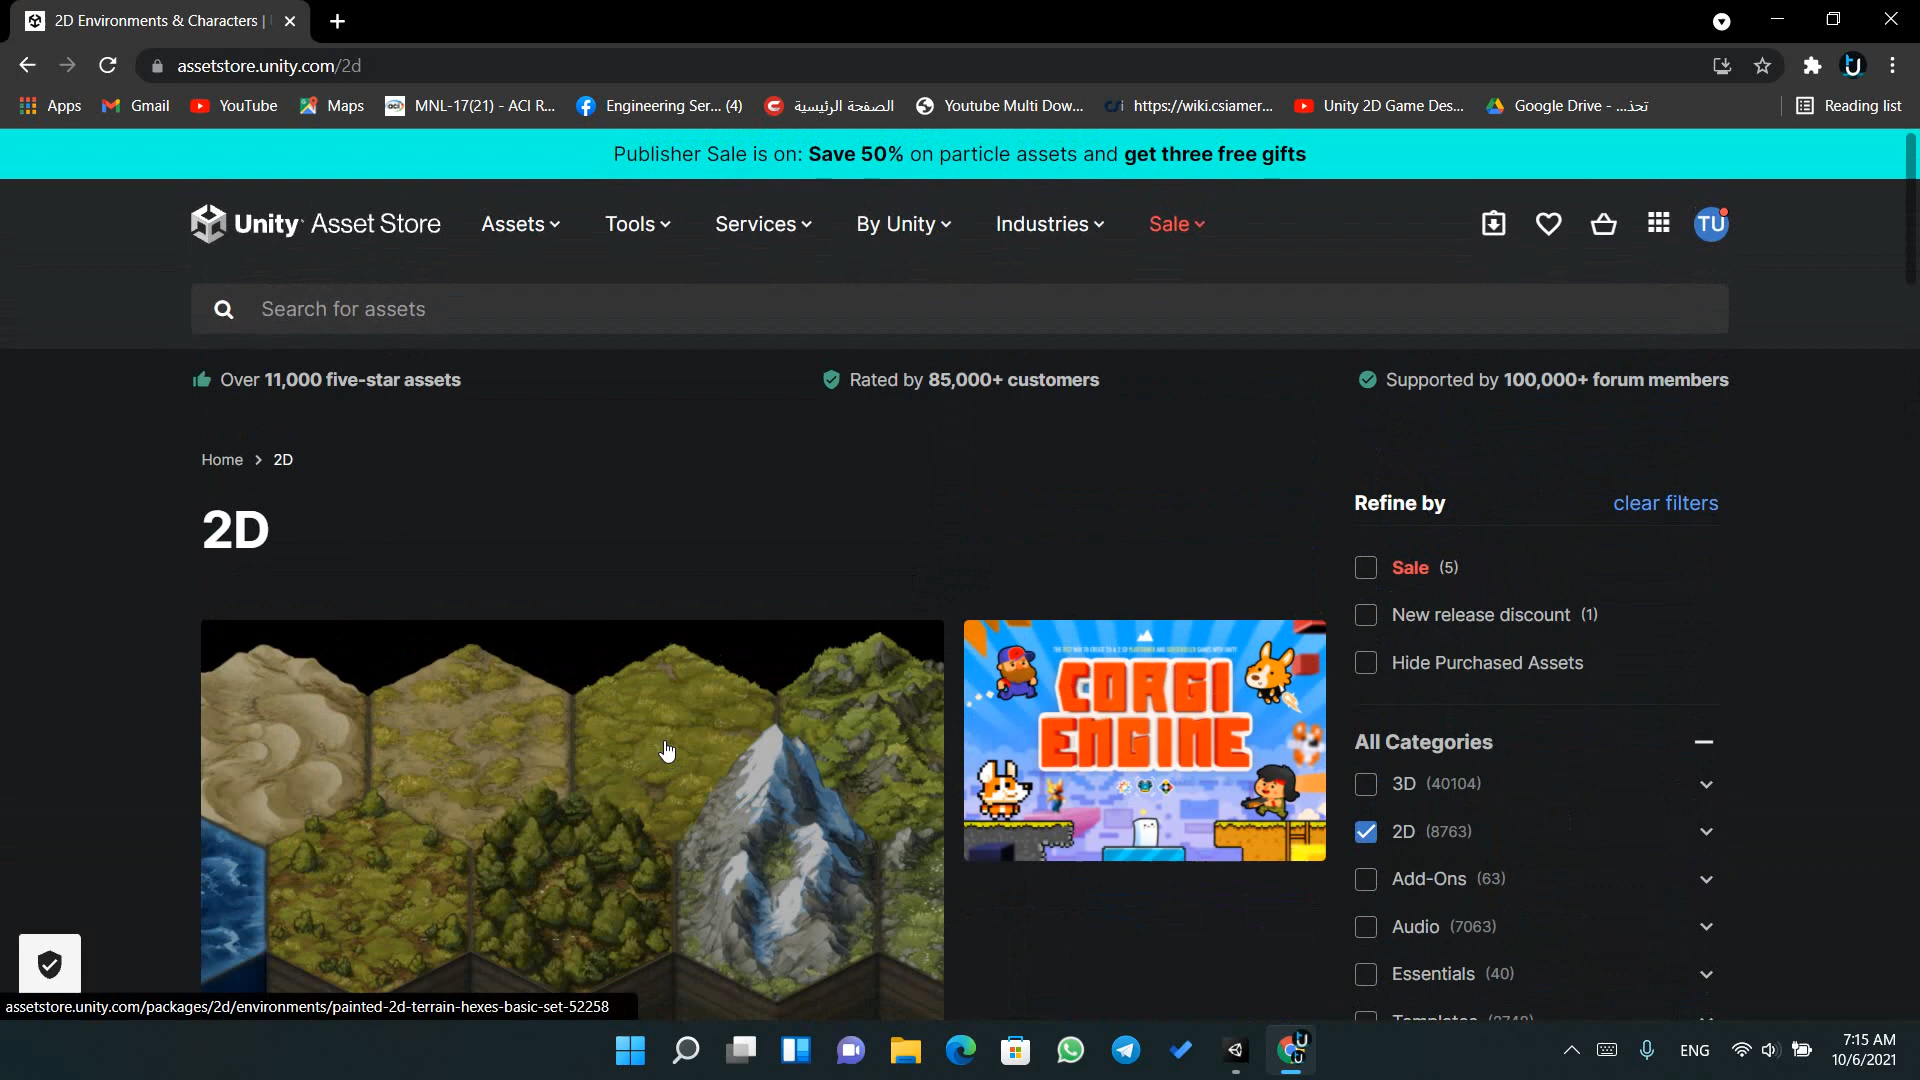 2D Environments & Characters |
assetstore.unity.com/2d
Apps
Gmail
YouTube
Maps
MNL-17(21) - ACI R...
Engineering Ser... (4)
الصفحة الرئيسية
Youtube Multi Dow...
https://wiki.csiamer...
Unity 2D Game Des...
Google Drive - ...تحذ
Reading list
Publisher Sale is on: Save 50% on particle assets and get three free gifts
Unity Asset Store
Assets
Tools
Services
By Unity
Industries
Sale
TU
Search for assets
Over 11,000 five-star assets
Rated by 85,000+ customers
Supported by 100,000+ forum members
Home > 2D
2D
Refine by
clear filters
Sale (5)
New release discount (1)
Hide Purchased Assets
CORGI
ENGINE
All Categories
3D (40104)
2D (8763)
Add-Ons (63)
Audio (7063)
Essentials (40)
assetstore.unity.com/packages/2d/environments/painted-2d-terrain-hexes-basic-set-52258
ENG
7:15 AM
10/6/2021